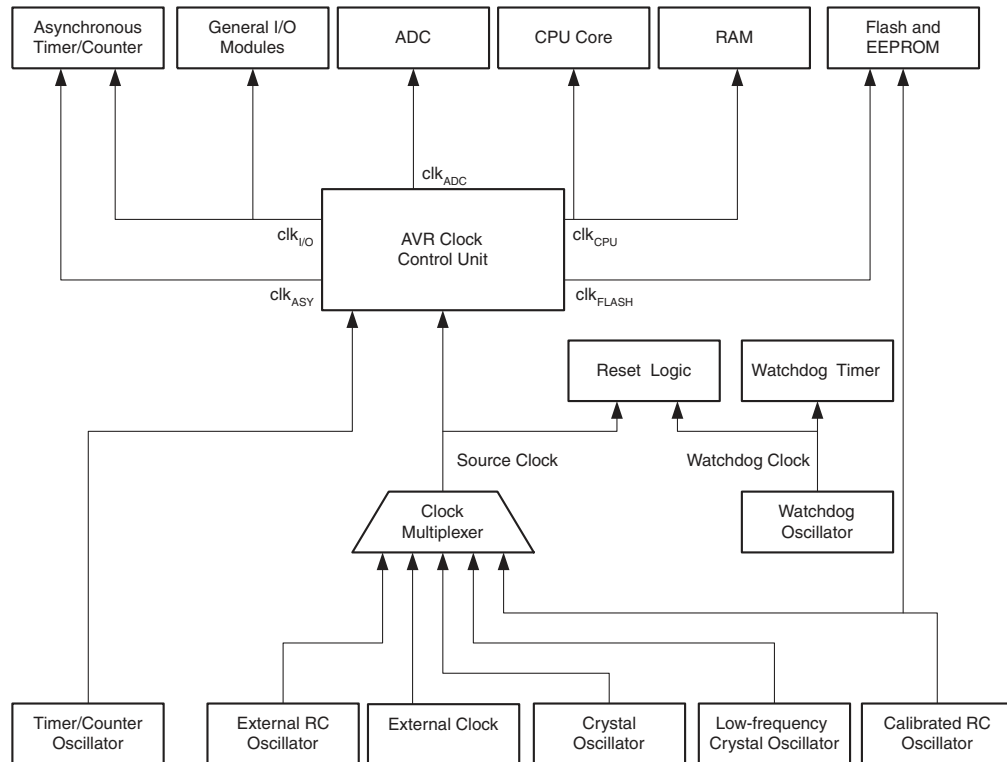 Asynchronous
Timer/Counter
General I/O
Modules
ADC
CPU Core
RAM
Flash and
EEPROM
clkADC
clkI/O
AVR Clock
Control Unit
clkCPU
clkASY
clkFLASH
Reset Logic
Watchdog Timer
Source Clock
Watchdog Clock
Clock
Multiplexer
Watchdog
Oscillator
Timer/Counter
Oscillator
External RC
Oscillator
External Clock
Crystal
Oscillator
Low-frequency
Crystal Oscillator
Calibrated RC
Oscillator